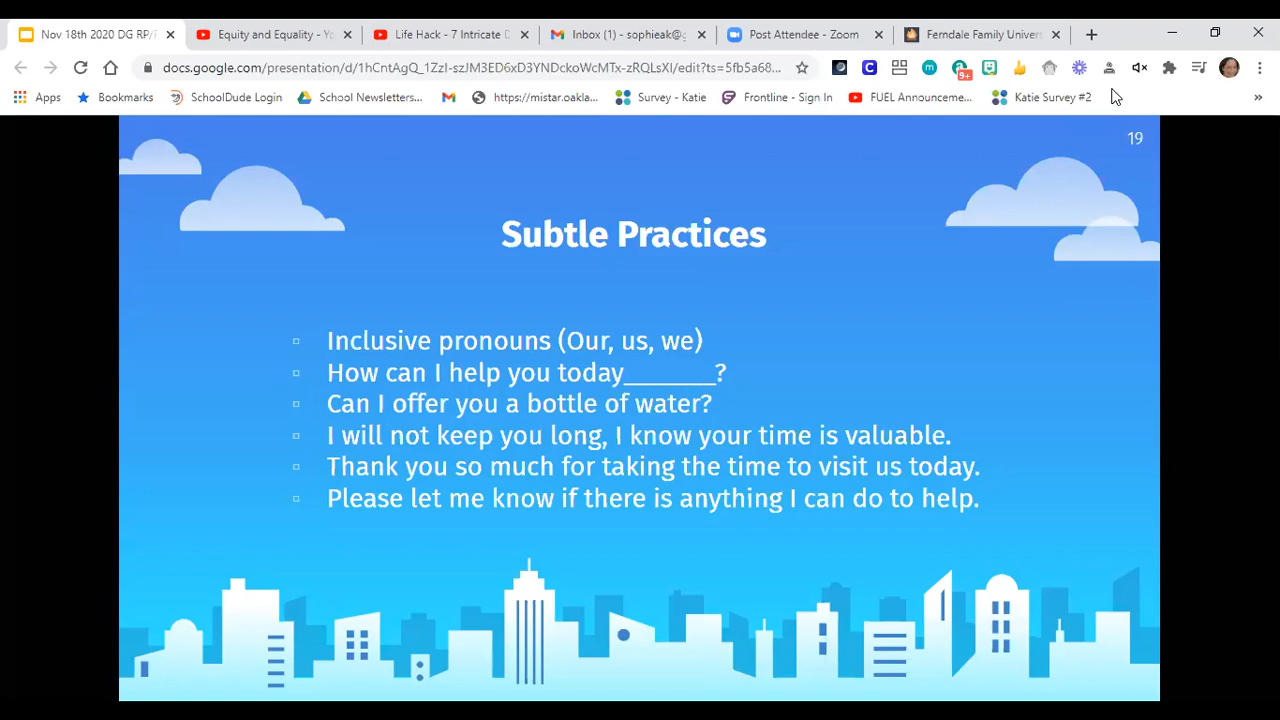 Nov 18th 2020 DG RP/
Equity and Equality - Yo
Life Hack - 7 Intricate D
Inbox (1) - sophieak@g
Post Attendee - Zoom
Ferndale Family Univers
docs.google.com/presentation/d/1hCntAgQ_1ZzI-szJM3ED6xD3YNDckoWcMTx-zRQLsXI/edit?ts=5fb5a68...
9+
Apps
Bookmarks
SchoolDude Login
School Newsletters...
https://mistar.oakla...
Survey - Katie
Frontline - Sign In
FUEL Announceme...
Katie Survey #2
»
19
Subtle Practices
Inclusive pronouns (Our, us, we)
How can I help you today_______?
Can I offer you a bottle of water?
I will not keep you long, I know your time is valuable.
Thank you so much for taking the time to visit us today.
Please let me know if there is anything I can do to help.